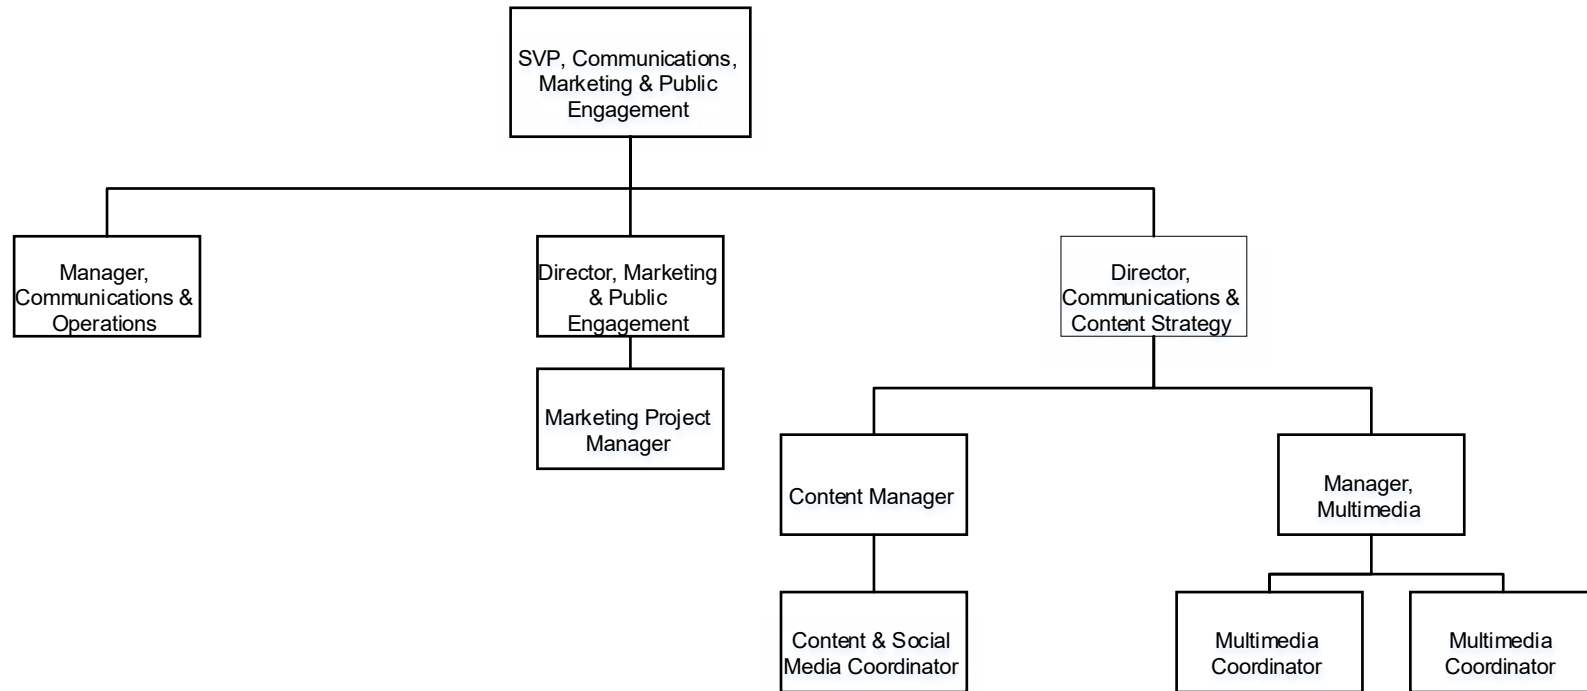 SVP, Communications,
Marketing & Public
Engagement
Manager,
Communications &
Operations
Director, Marketing
& Public
Engagement
Director,
Communications &
Content Strategy
Marketing Project
Manager
Content Manager
Manager,
Multimedia
Content & Social
Media Coordinator
Multimedia
Coordinator
Multimedia
Coordinator